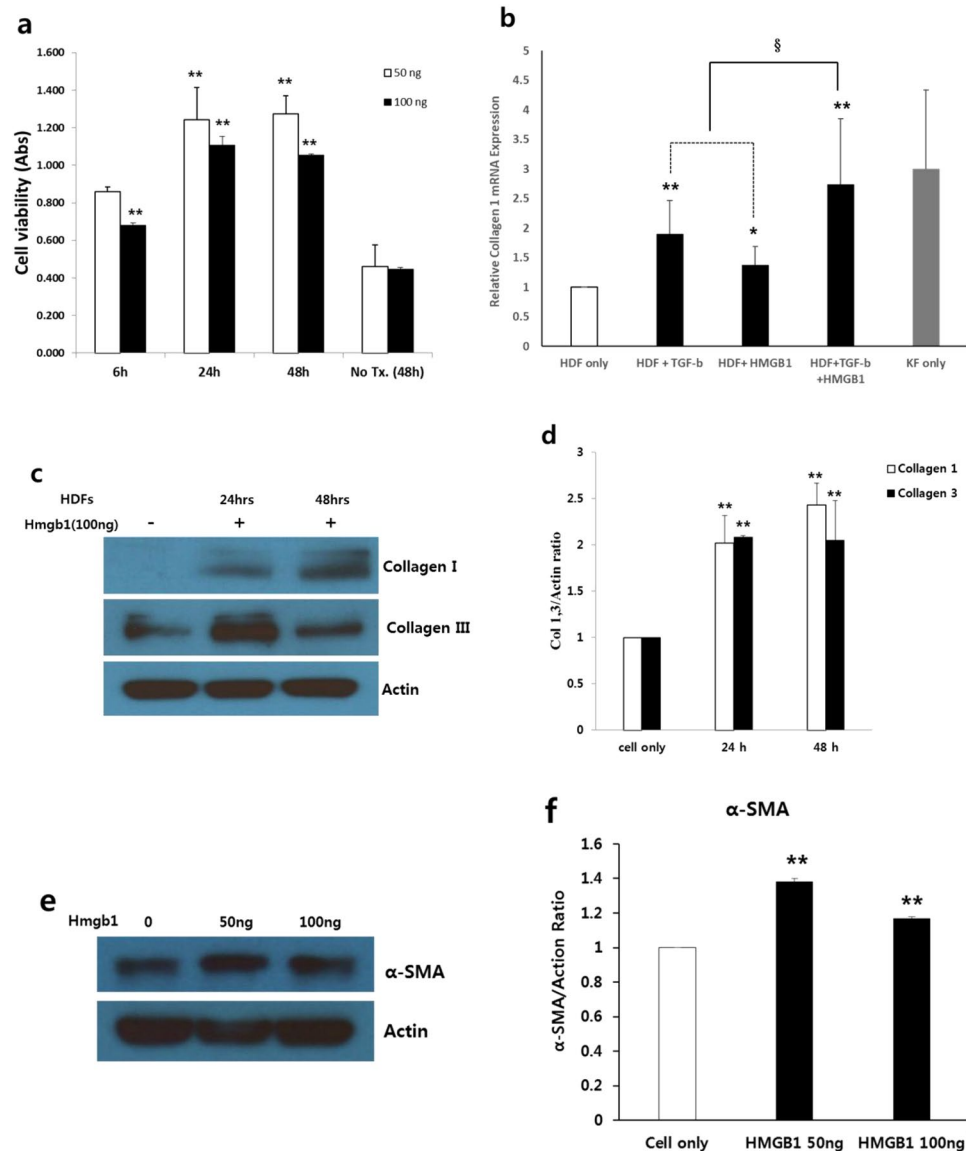 a
1.600
1.400
1.200
1.000
0.800
0.600
0.400
0.200
0.000
Cell viability (Abs)
**
**
**
**
**
50 ng
100 ng
6h
24h
48h
No Tx. (48h)
b
5
4.5
4
3.5
3
2.5
2
1.5
1
0.5
0
Relative Collagen 1 mRNA Expression
§
**
*
**
HDF only
HDF + TGF-b
HDF+ HMGB1
HDF+TGF-b
+HMGB1
KF only
c
HDFs 24hrs 48hrs
Hmgb1(100ng) - + +
Collagen I
Collagen III
Actin
d
3
2.5
2
1.5
1
0.5
0
Col 1,3/Actin ratio
**
**
**
**
Collagen 1
Collagen 3
cell only
24 h
48 h
e
Hmgb1 0 50ng 100ng
α-SMA
Actin
f
α-SMA
1.6
1.4
1.2
1
0.8
0.6
0.4
0.2
0
α-SMA/Action Ratio
**
**
Cell only
HMGB1 50ng
HMGB1 100ng